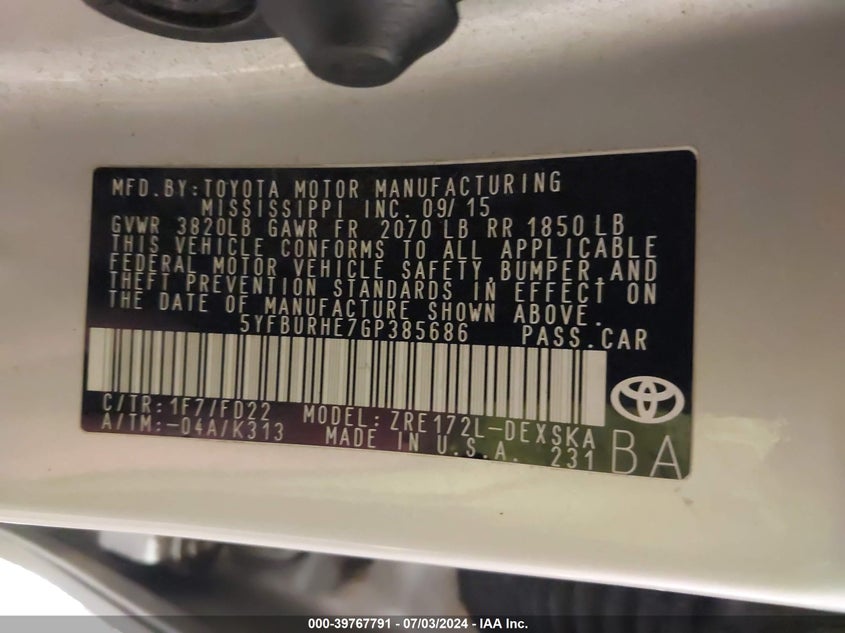 MFD.BY:TOYOTA MOTOR MANUFACTURING
MISSISSIPPI INC. 09/15
GVWR 3820LB GAWR FR 2070 LB RR 1850 LB
THIS VEHICLE CONFORMS TO ALL APPLICABLE
FEDERAL MOTOR VEHICLE SAFETY,BUMPER,AND
THEFT PREVENTION STANDARDS IN EFFECT ON
THE DATE OF MANUFACTURE SHOWN ABOVE.
5YFBURHE7GP385686 PASS.CAR
C/TR:1F7/FD22 MODEL: ZRE172L-DEXSKA
A/TM:-04A/K313 MADE IN U.S.A. 231 BA
000-39767791 - 07/03/2024 - IAA Inc.